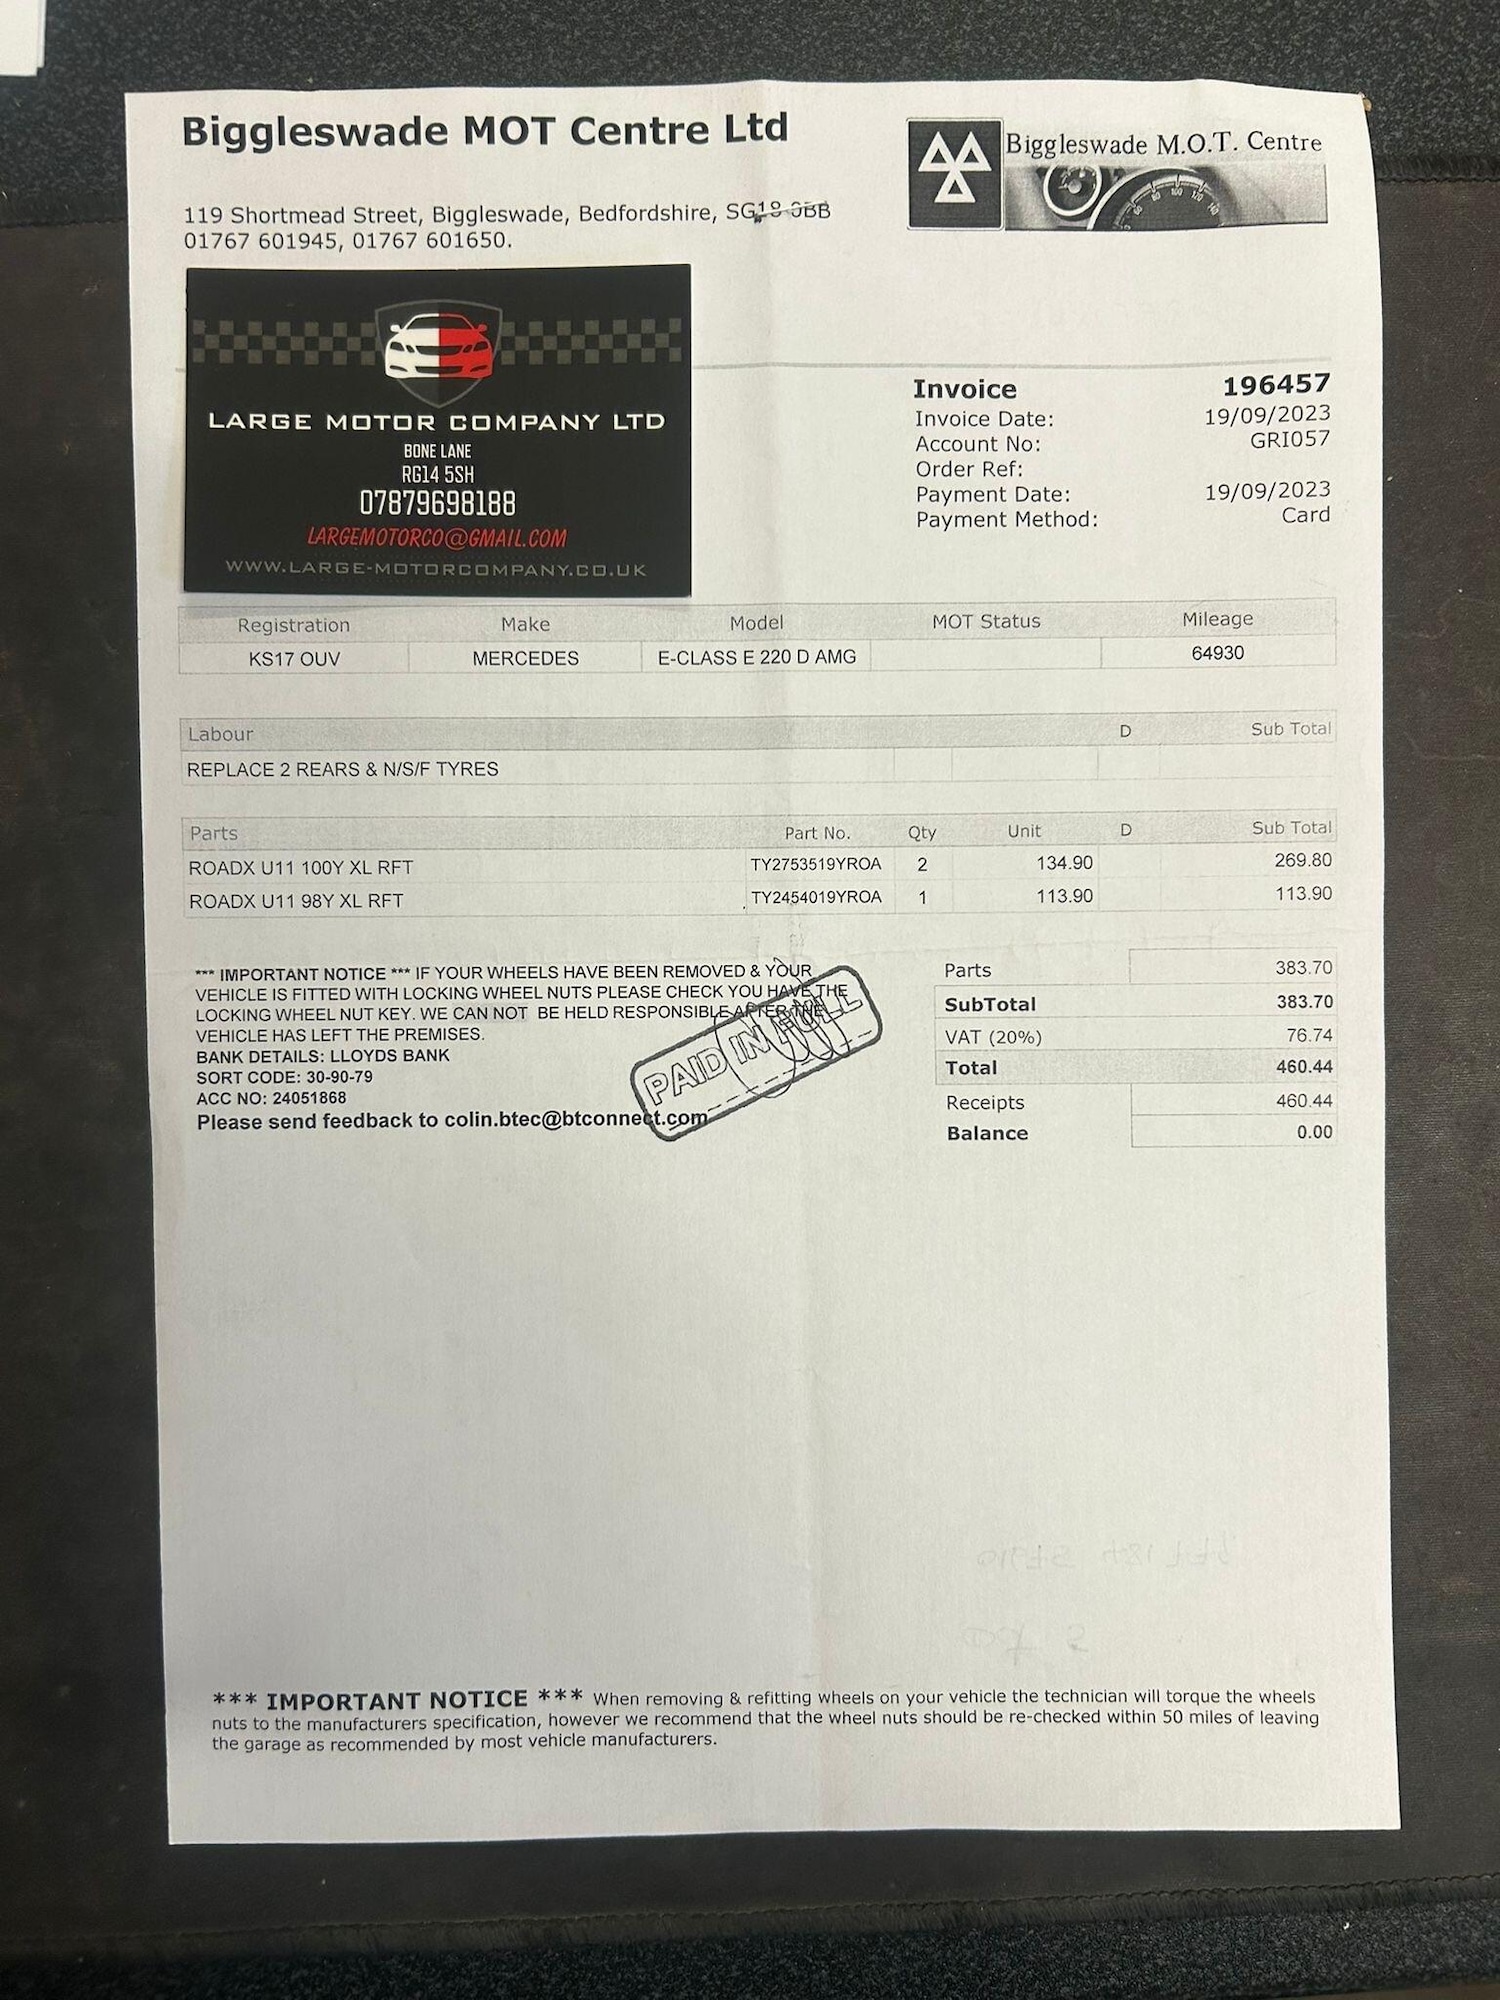 Biggleswade MOT Centre Ltd
Biggleswade M.O.T. Centre
119 Shortmead Street, Biggleswade, Bedfordshire, SG18 0BB
01767 601945, 01767 601650.
LARGE MOTOR COMPANY LTD
BONE LANE
RG14 5SH
07879698188
LARGEMOTORCO@GMAIL.COM
WWW.LARGE-MOTORCOMPANY.CO.UK
Invoice 196457
Invoice Date: 19/09/2023
Account No: GRI057
Order Ref:
Payment Date: 19/09/2023
Payment Method: Card
Registration Make Model MOT Status Mileage
KS17 OUV MERCEDES E-CLASS E 220 D AMG 64930
Labour D Sub Total
REPLACE 2 REARS & N/S/F TYRES
Parts Part No. Qty Unit D Sub Total
ROADX U11 100Y XL RFT TY2753519YROA 2 134.90 269.80
ROADX U11 98Y XL RFT TY2454019YROA 1 113.90 113.90
*** IMPORTANT NOTICE *** IF YOUR WHEELS HAVE BEEN REMOVED & YOUR
VEHICLE IS FITTED WITH LOCKING WHEEL NUTS PLEASE CHECK YOU HAVE THE
LOCKING WHEEL NUT KEY. WE CAN NOT BE HELD RESPONSIBLE AFTER THE
VEHICLE HAS LEFT THE PREMISES.
BANK DETAILS: LLOYDS BANK
SORT CODE: 30-90-79
ACC NO: 24051868
Please send feedback to colin.btec@btconnect.com
PAID IN FULL
Parts 383.70
SubTotal 383.70
VAT (20%) 76.74
Total 460.44
Receipts 460.44
Balance 0.00
*** IMPORTANT NOTICE *** When removing & refitting wheels on your vehicle the technician will torque the wheels
nuts to the manufacturers specification, however we recommend that the wheel nuts should be re-checked within 50 miles of leaving
the garage as recommended by most vehicle manufacturers.